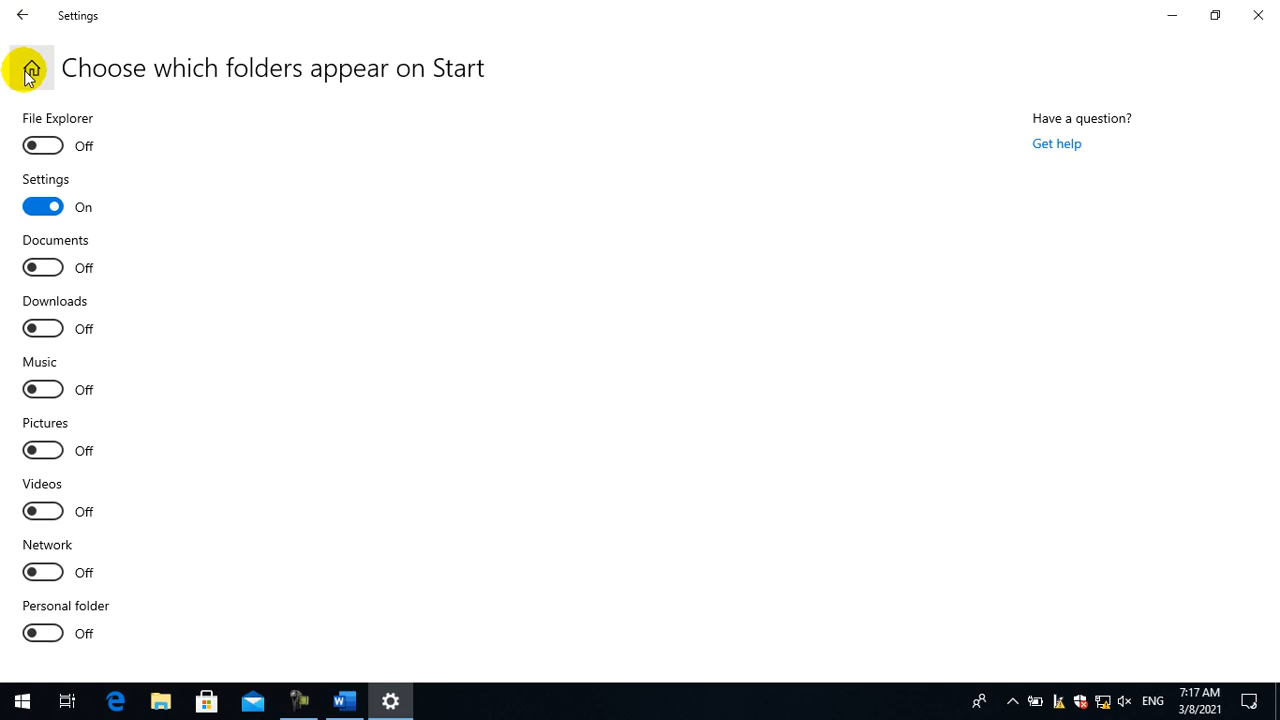 Settings
Choose which folders appear on Start
File Explorer
Off
Have a question?
Get help
Settings
On
Documents
Off
Downloads
Off
Music
Off
Pictures
Off
Videos
Off
Network
Off
Personal folder
Off
ENG
7:17 AM
3/8/2021